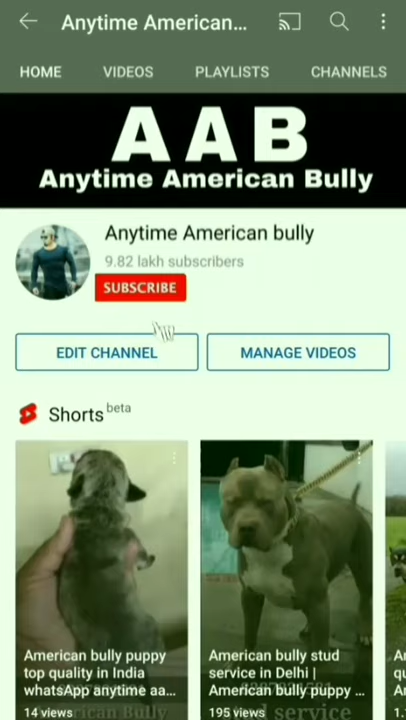 Anytime American...
HOME
VIDEOS
PLAYLISTS
CHANNELS
AAB
Anytime American Bully
Anytime American bully
9.82 lakh subscribers
SUBSCRIBE
EDIT CHANNEL
MANAGE VIDEOS
Shorts beta
American bully puppy
top quality in India
whatsApp anytime aa...
14 views
American bully stud
service in Delhi |
American bully puppy ...
195 views